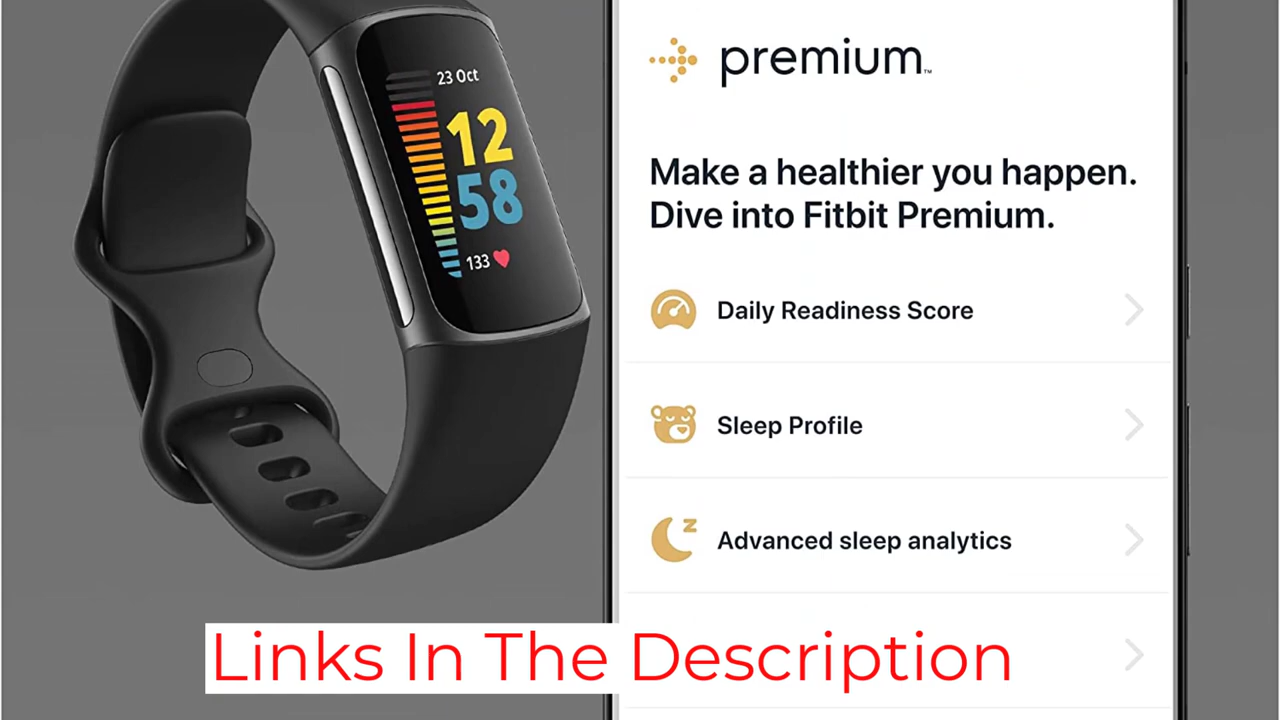 23 Oct
12
58
133
premium™
Make a healthier you happen.
Dive into Fitbit Premium.
Daily Readiness Score
Sleep Profile
Advanced sleep analytics
Links In The Description